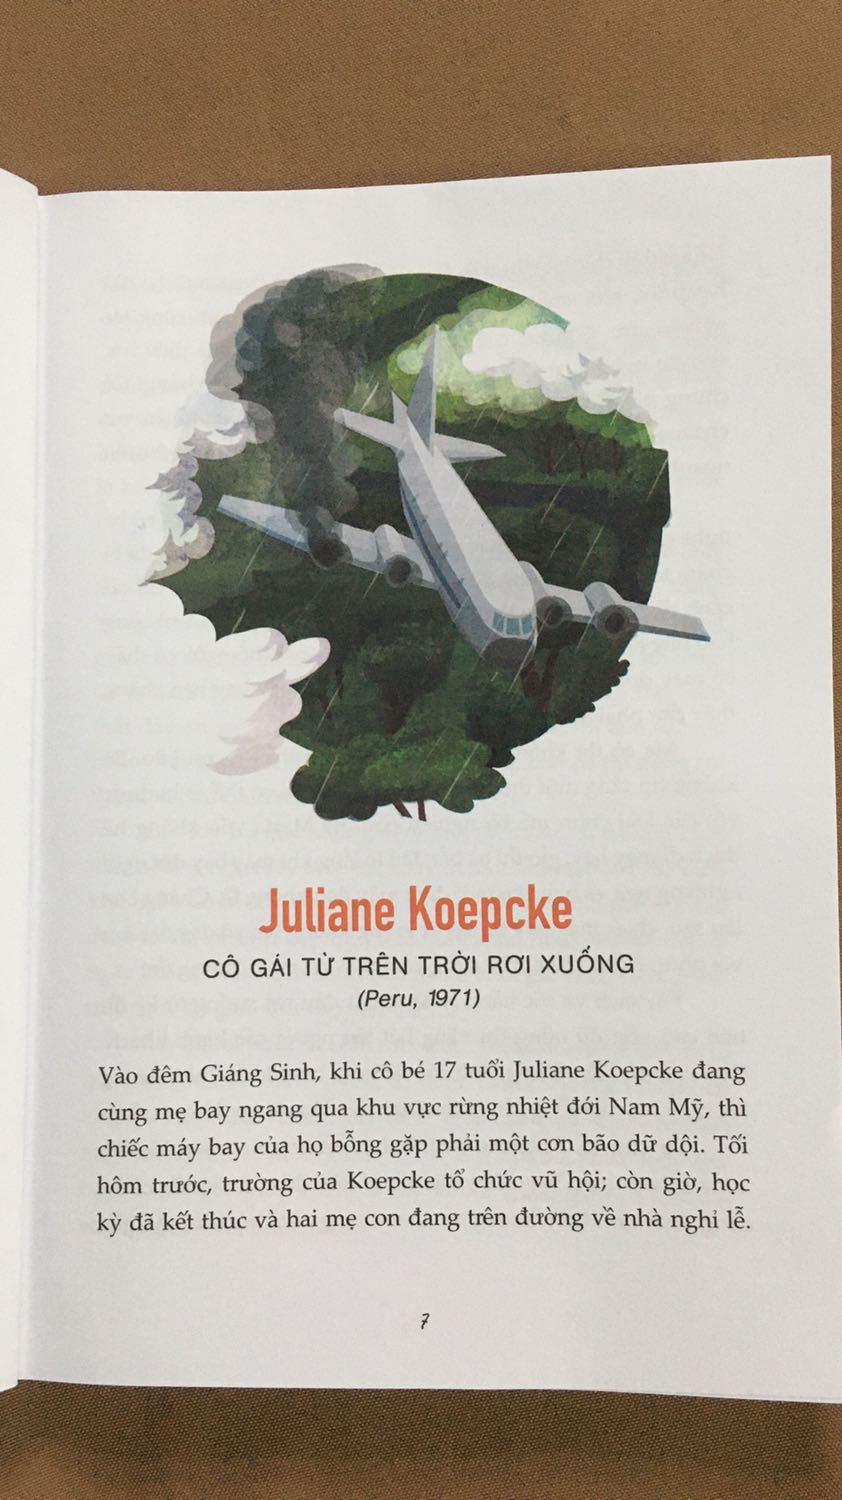 Juliane Koepcke
CÔ GÁI TỪ TRÊN TRỜI RƠI XUỐNG
(Peru, 1971)
Vào đêm Giáng Sinh, khi cô bé 17 tuổi Juliane Koepcke đang
cùng mẹ bay ngang qua khu vực rừng nhiệt đới Nam Mỹ, thì
chiếc máy bay của họ bỗng gặp phải một cơn bão dữ dội. Tối
hôm trước, trường của Koepcke tổ chức vũ hội; còn giờ, học
kỳ đã kết thúc và hai mẹ con đang trên đường về nhà nghỉ lễ.
7